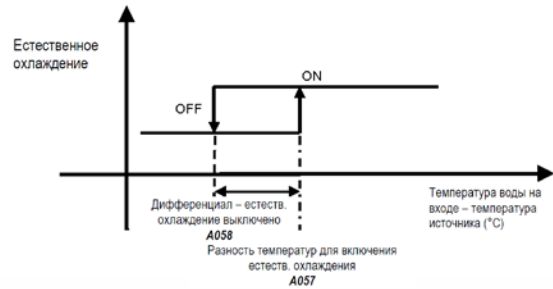 Естественное
охлаждение
ON
OFF
Дифференциал – естеств.
охлаждение выключено
A058
Разность температур для включения
естеств. охлаждения
A057
Температура воды на
входе – температура
источника (°C)